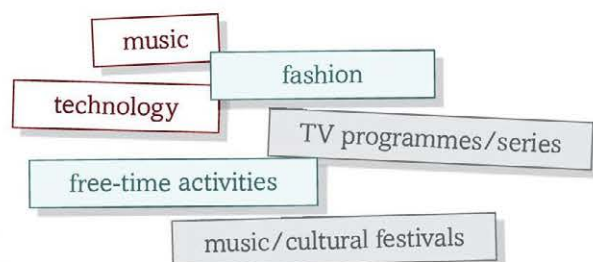 music
fashion
technology
TV programmes/series
free-time activities
music/cultural festivals